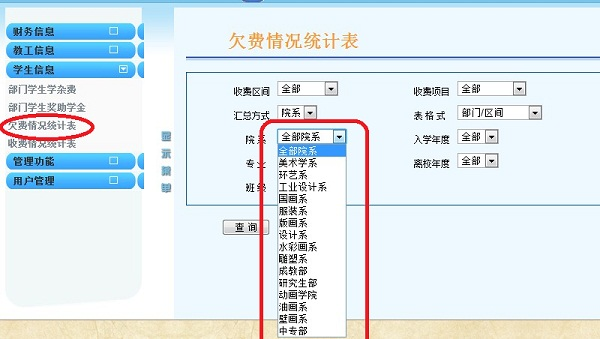 财务信息
教工信息
学生信息
部门学生学杂费
部门学生奖助学金
欠费情况统计表
收费情况统计表
管理功能
用户管理
显示菜单
欠费情况统计表
收费区间 全部 收费项目 全部
汇总方式 院系 表格式 部门/区间
院系 全部院系 入学年度 全部
专业 离校年度 全部
班级
查询
全部院系
美术学系
环艺系
工业设计系
国画系
服装系
版画系
设计系
水彩画系
雕塑系
成教部
研究生部
动画学院
油画系
壁画系
中专部